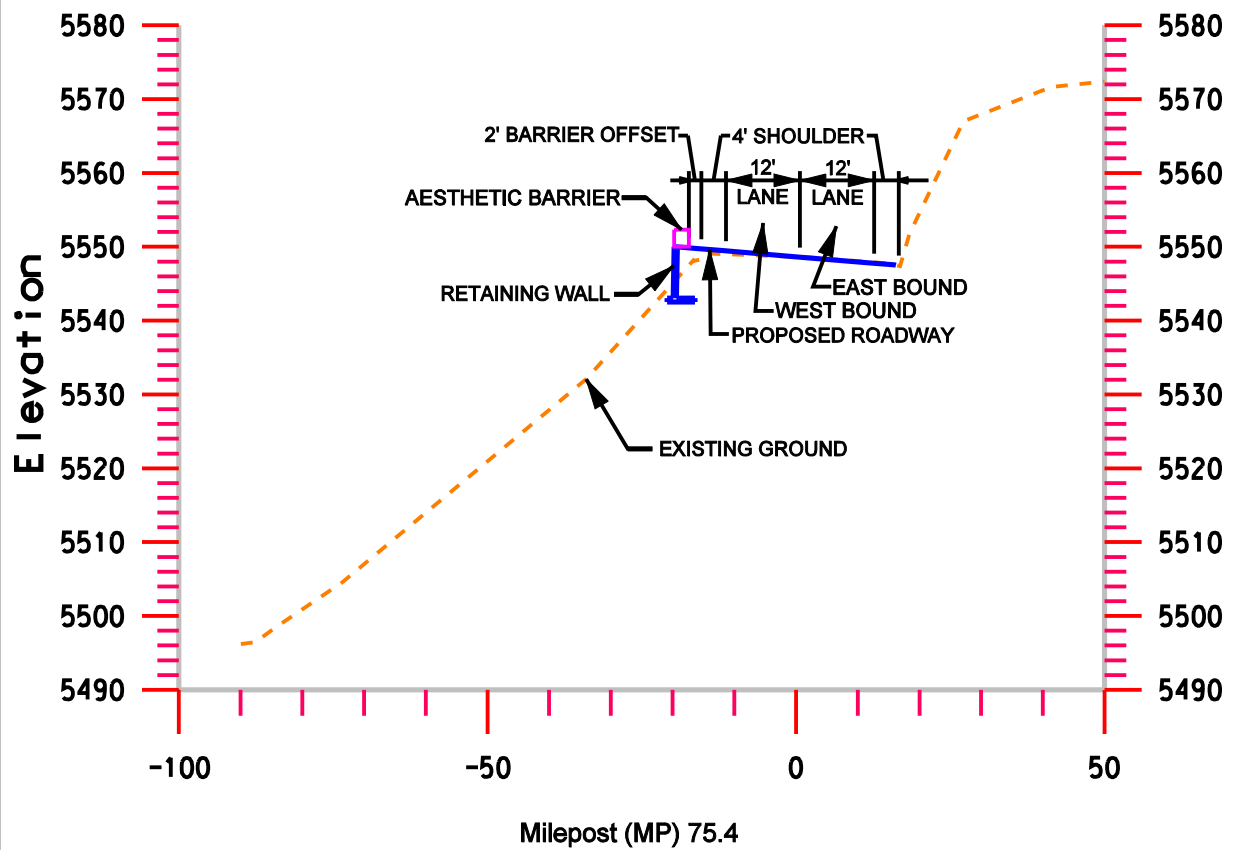 5580
5570
5560
5550
5540
5530
5520
5510
5500
5490
Elevation
2' BARRIER OFFSET
4' SHOULDER
12'
LANE
12'
LANE
AESTHETIC BARRIER
RETAINING WALL
EAST BOUND
WEST BOUND
PROPOSED ROADWAY
EXISTING GROUND
5580
5570
5560
5550
5540
5530
5520
5510
5500
5490
-100
-50
0
50
Milepost (MP) 75.4